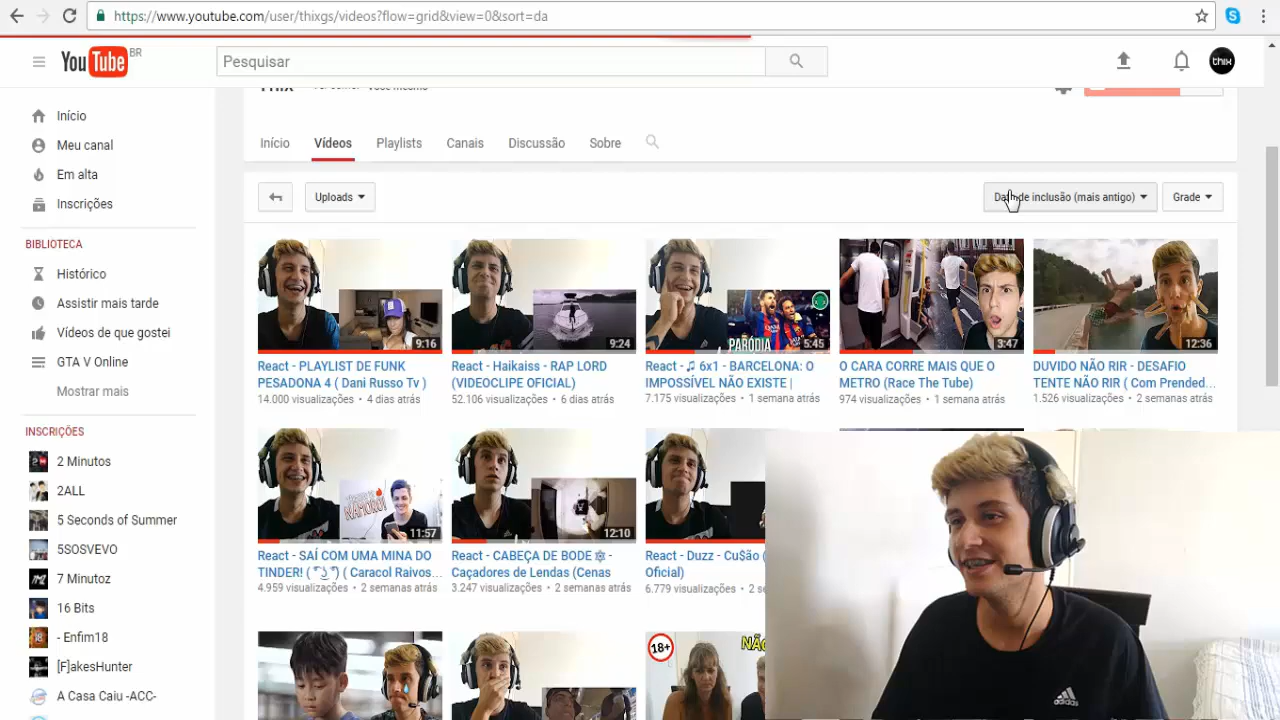 https://www.youtube.com/user/thixgs/videos?flow=grid&view=0&sort=da
YouTube BR
Pesquisar
thix
Início
Meu canal
Em alta
Inscrições
BIBLIOTECA
Histórico
Assistir mais tarde
Vídeos de que gostei
GTA V Online
Mostrar mais
INSCRIÇÕES
2 Minutos
2ALL
5 Seconds of Summer
5SOSVEVO
7 Minutoz
16 Bits
- Enfim18
[F]akesHunter
A Casa Caiu -ACC-
Início Vídeos Playlists Canais Discussão Sobre
Uploads
de inclusão (mais antigo)
Grade
9:16
React - PLAYLIST DE FUNK
PESADONA 4 ( Dani Russo Tv )
14.000 visualizações • 4 dias atrás
9:24
React - Haikaiss - RAP LORD
(VIDEOCLIPE OFICIAL)
52.106 visualizações • 6 dias atrás
PARÓDIA
5:45
React - ♫ 6x1 - BARCELONA: O
IMPOSSÍVEL NÃO EXISTE |
7.175 visualizações • 1 semana atrás
3:47
O CARA CORRE MAIS QUE O
METRO (Race The Tube)
974 visualizações • 1 semana atrás
12:36
DUVIDO NÃO RIR - DESAFIO
TENTE NÃO RIR ( Com Prended...
1.526 visualizações • 2 semanas atrás
NAMORO!
11:57
React - SAÍ COM UMA MINA DO
TINDER! ( ͡° ͜ʖ ͡°) ( Caracol Raivos...
4.959 visualizações • 2 semanas atrás
12:10
React - CABEÇA DE BODE ⛧ -
Caçadores de Lendas (Cenas
3.247 visualizações • 2 semanas atrás
React - Duzz - Cu$ão (
Oficial)
6.779 visualizações • 2 se
18+
NÃO
adidas